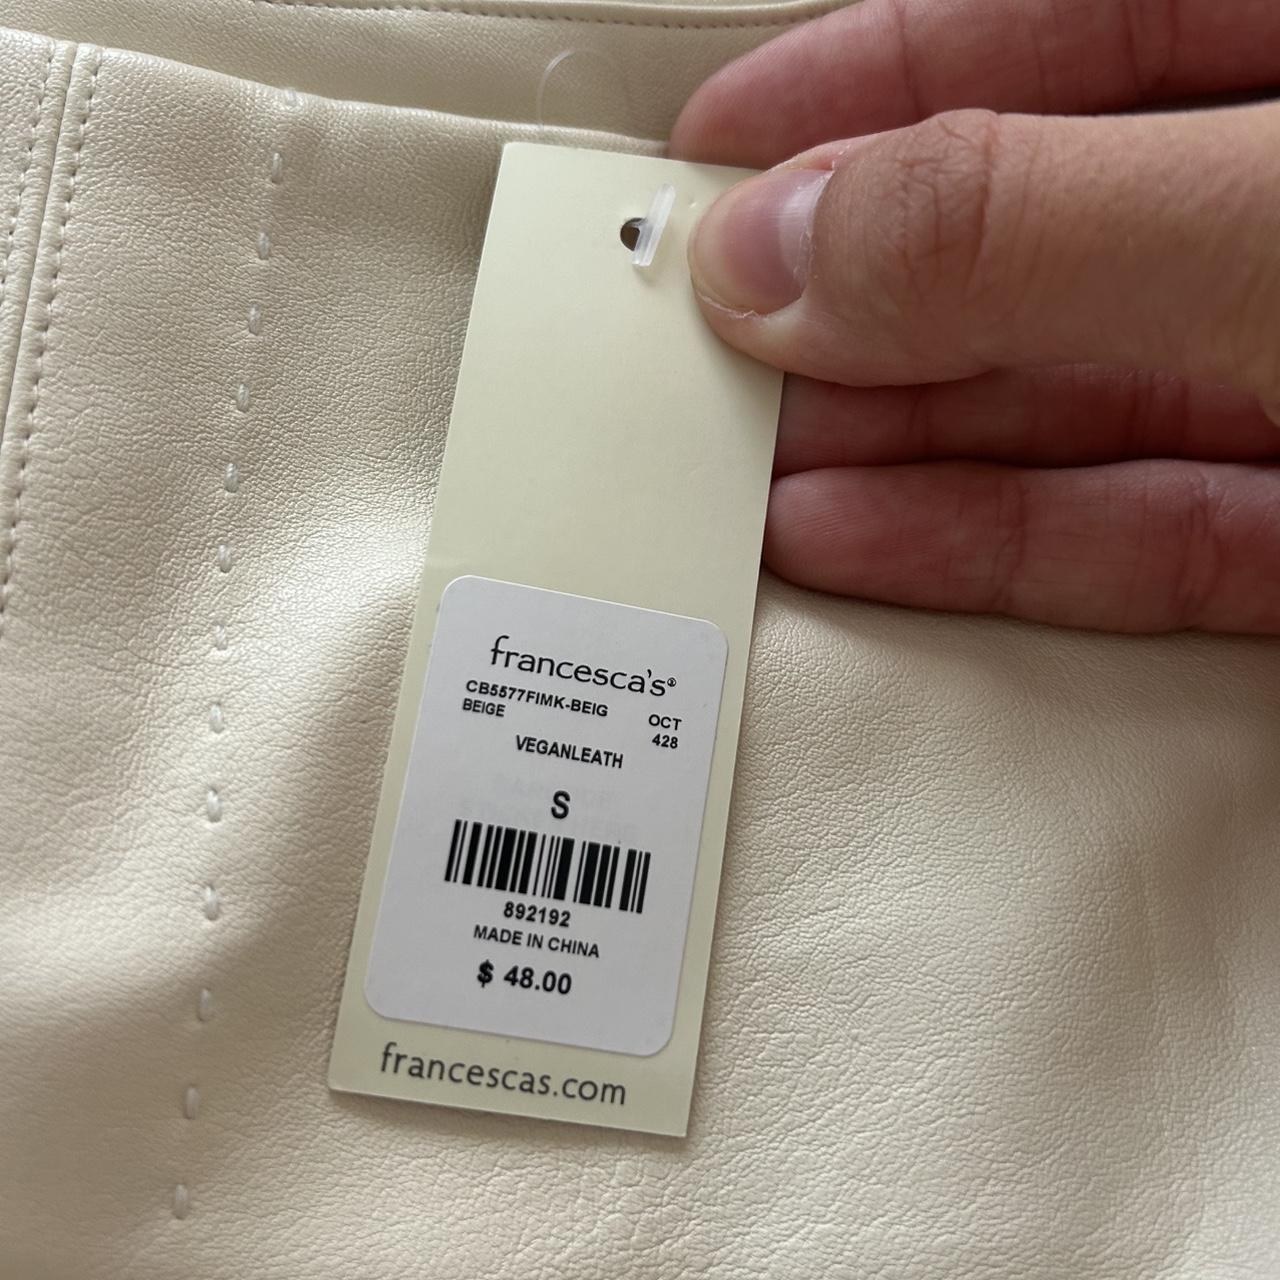 francesca's®
CB5577FIMK-BEIG OCT
BEIGE 428
VEGANLEATH
S
892192
MADE IN CHINA
$ 48.00
francescas.com